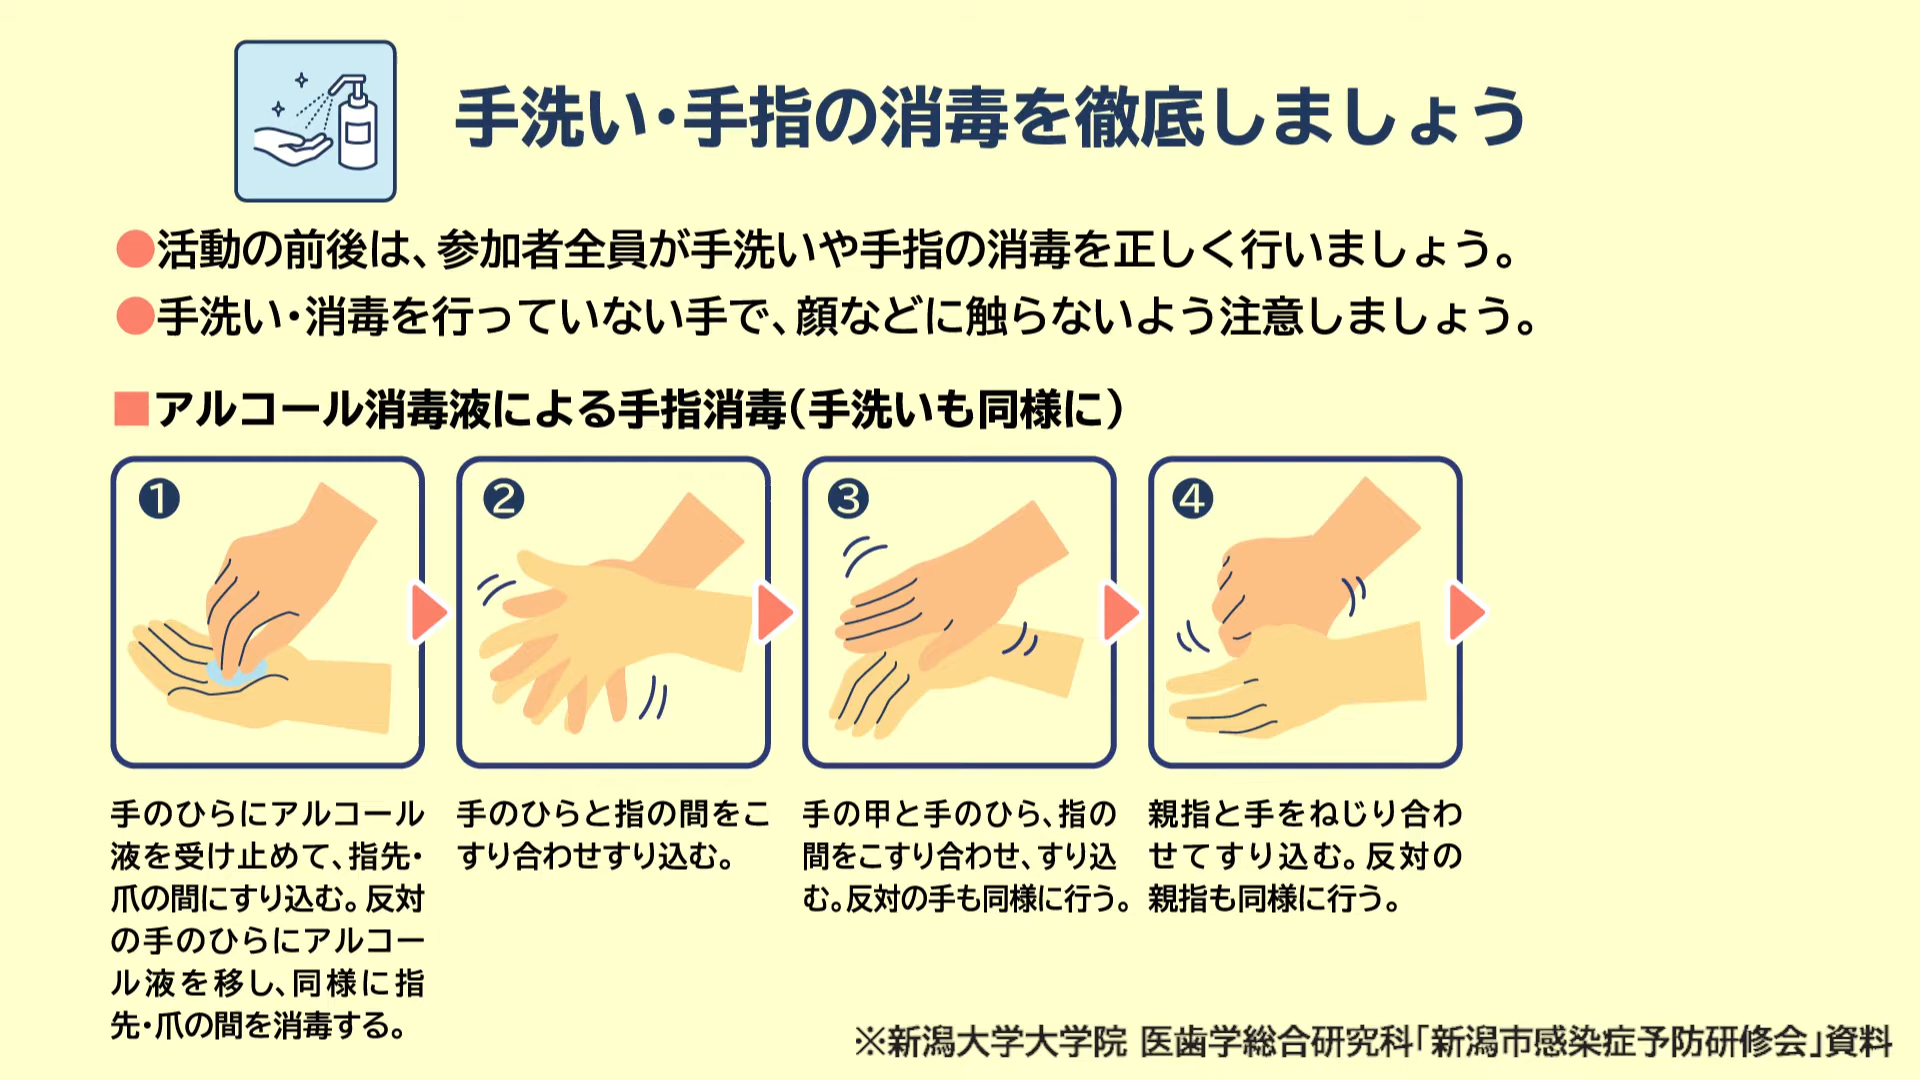 手洗い・手指の消毒を徹底しましょう
●活動の前後は、参加者全員が手洗いや手指の消毒を正しく行いましょう。
●手洗い・消毒を行っていない手で、顔などに触らないよう注意しましょう。
■アルコール消毒液による手指消毒(手洗いも同様に)
❶
手のひらにアルコール
液を受け止めて、指先・
爪の間にすり込む。反対
の手のひらにアルコー
ル液を移し、同様に指
先・爪の間を消毒する。
❷
手のひらと指の間をこ
すり合わせすり込む。
❸
手の甲と手のひら、指の
間をこすり合わせ、すり込
む。反対の手も同様に行う。
❹
親指と手をねじり合わ
せてすり込む。反対の
親指も同様に行う。
※新潟大学大学院 医歯学総合研究科「新潟市感染症予防研修会」資料